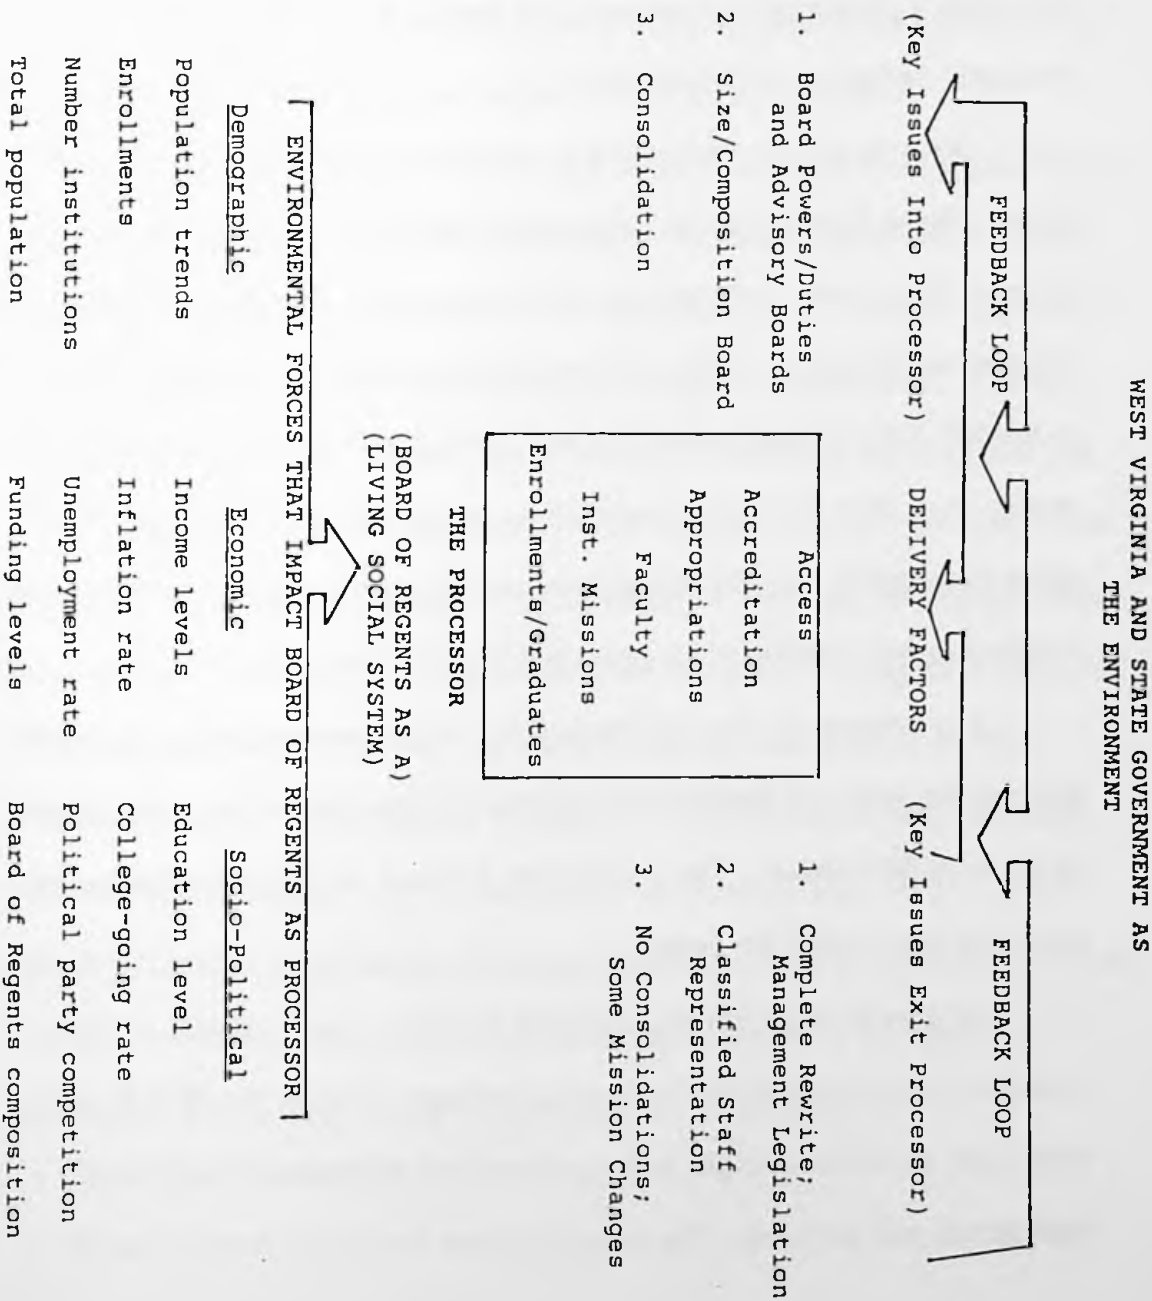 WEST VIRGINIA AND STATE GOVERNMENT AS
THE ENVIRONMENT
FEEDBACK LOOP
FEEDBACK LOOP
(Key Issues Into Processor)
DELIVERY FACTORS
(Key Issues Exit Processor)
1. Board Powers/Duties
and Advisory Boards
2. Size/Composition Board
3. Consolidation
Access
Accreditation
Appropriations
Faculty
Inst. Missions
Enrollments/Graduates
1. Complete Rewrite;
Management Legislation
2. Classified Staff
Representation
3. No Consolidations;
Some Mission Changes
THE PROCESSOR
(BOARD OF REGENTS AS A)
(LIVING SOCIAL SYSTEM)
ENVIRONMENTAL FORCES THAT IMPACT BOARD OF REGENTS AS PROCESSOR
Demographic
Population trends
Enrollments
Number institutions
Total population
Economic
Income levels
Inflation rate
Unemployment rate
Funding levels
Socio-Political
Education level
College-going rate
Political party competition
Board of Regents composition